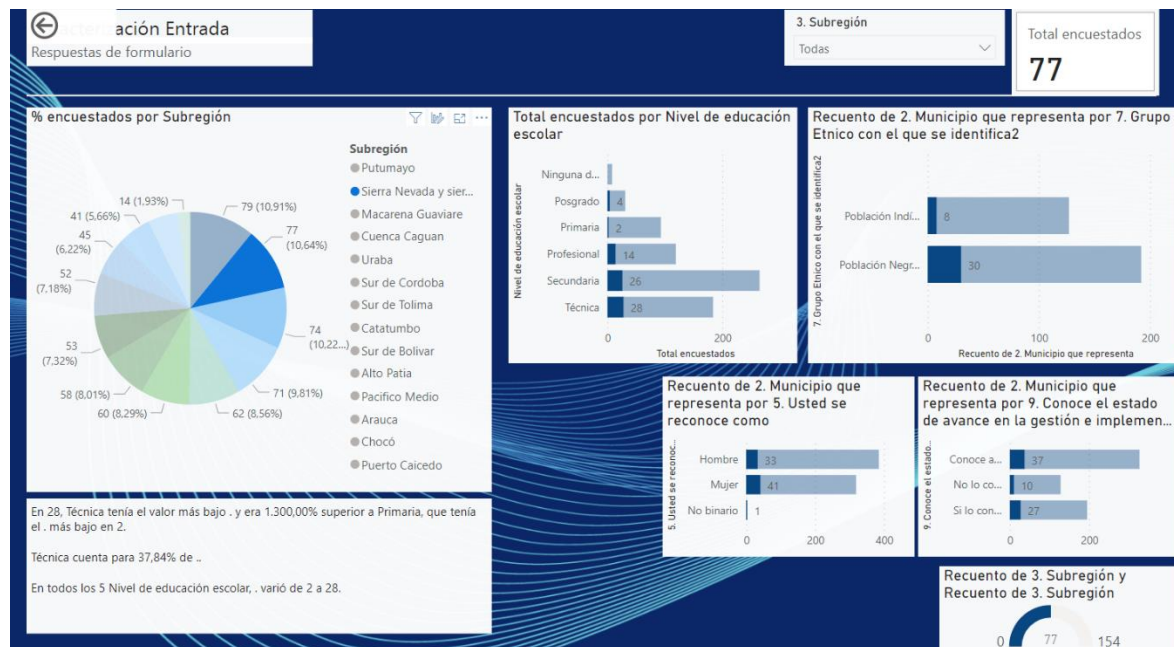 ación Entrada
Respuestas de formulario
3. Subregión
Todas
Total encuestados
77
% encuestados por Subregión
14 (1,93%)
41 (5,66%)
45
(6,22%)
52
(7,18%)
53
(7,32%)
58 (8,01%)
60 (8,29%)
62 (8,56%)
71 (9,81%)
74
(10,22...)
77
(10,64%)
79 (10,91%)
Subregión
Putumayo
Sierra Nevada y sier...
Macarena Guaviare
Cuenca Caguan
Uraba
Sur de Cordoba
Sur de Tolima
Catatumbo
Sur de Bolivar
Alto Patia
Pacifico Medio
Arauca
Chocó
Puerto Caicedo
Total encuestados por Nivel de educación
escolar
Nivel de educación escolar
Ninguna d...
Posgrado 4
Primaria 2
Profesional 14
Secundaria 26
Técnica 28
0 200
Total encuestados
Recuento de 2. Municipio que representa por 7. Grupo
Etnico con el que se identifica2
7. Grupo Etnico con el que se identifica2
Población Indí... 8
Población Negr... 30
0 100 200
Recuento de 2. Municipio que representa
Recuento de 2. Municipio que
representa por 5. Usted se
reconoce como
5. Usted se reconoc...
Hombre 33
Mujer 41
No binario 1
0 200 400
Recuento de 2. Municipio que
representa por 9. Conoce el estado
de avance en la gestión e implemen...
9. Conoce el estado...
Conoce a... 37
No lo co... 10
Si lo con... 27
0 200
En 28, Técnica tenía el valor más bajo . y era 1.300,00% superior a Primaria, que tenía
el . más bajo en 2.
Técnica cuenta para 37,84% de ..
En todos los 5 Nivel de educación escolar, . varió de 2 a 28.
Recuento de 3. Subregión y
Recuento de 3. Subregión
0 77 154